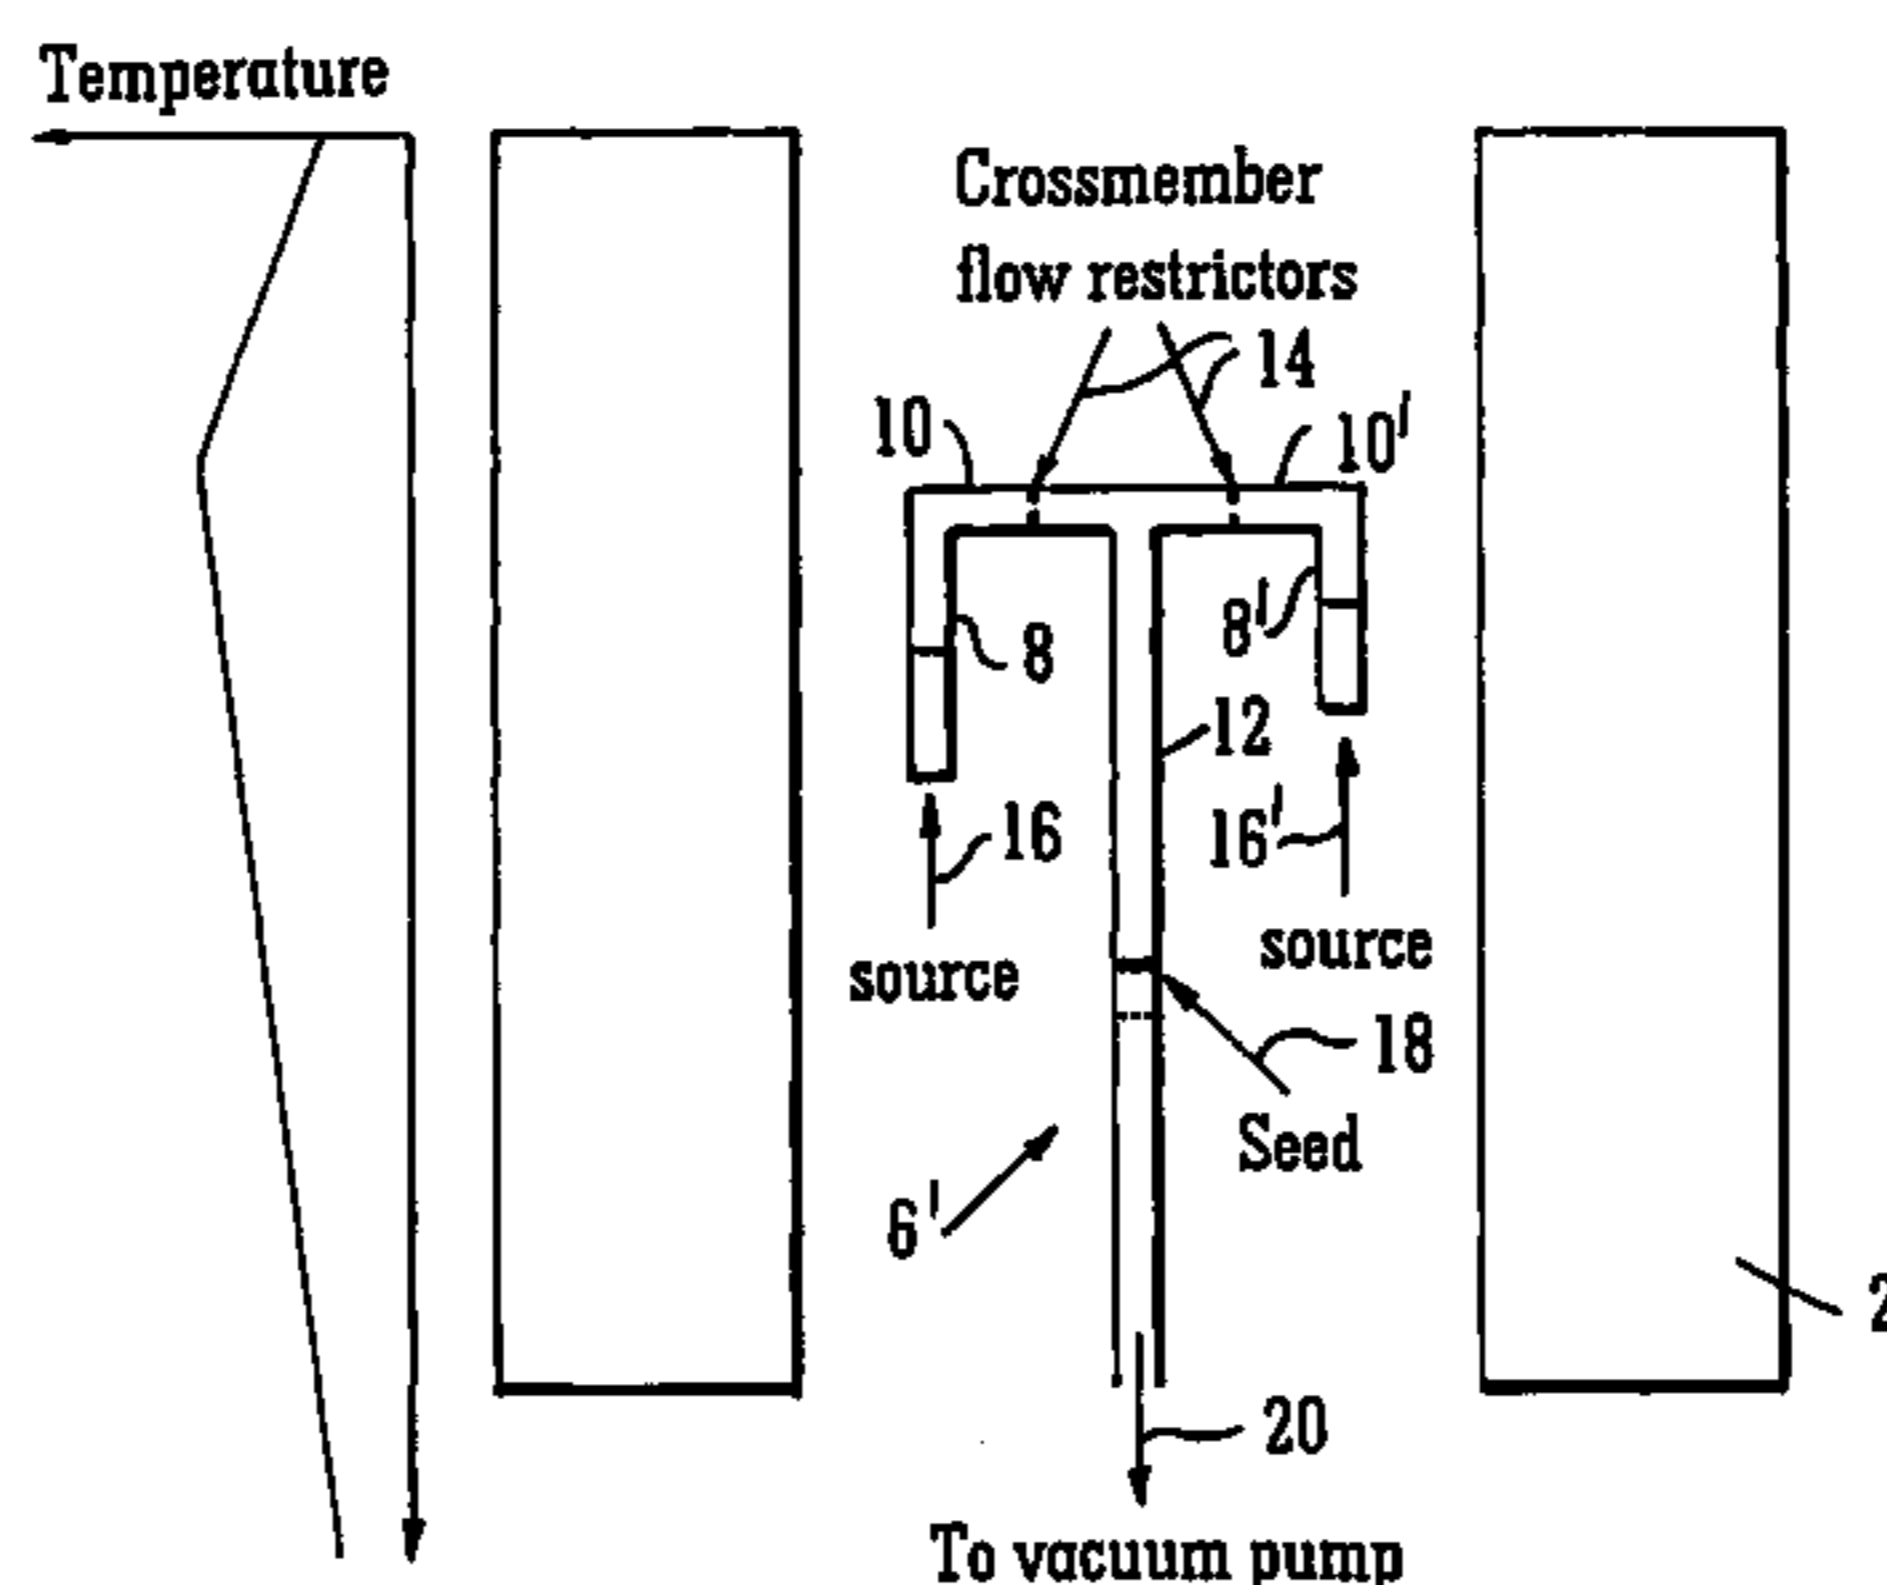 Temperature
Crossmember
flow restrictors
14
10
10'
8
8'
12
16
16'
source
source
18
Seed
6'
2
20
To vacuum pump